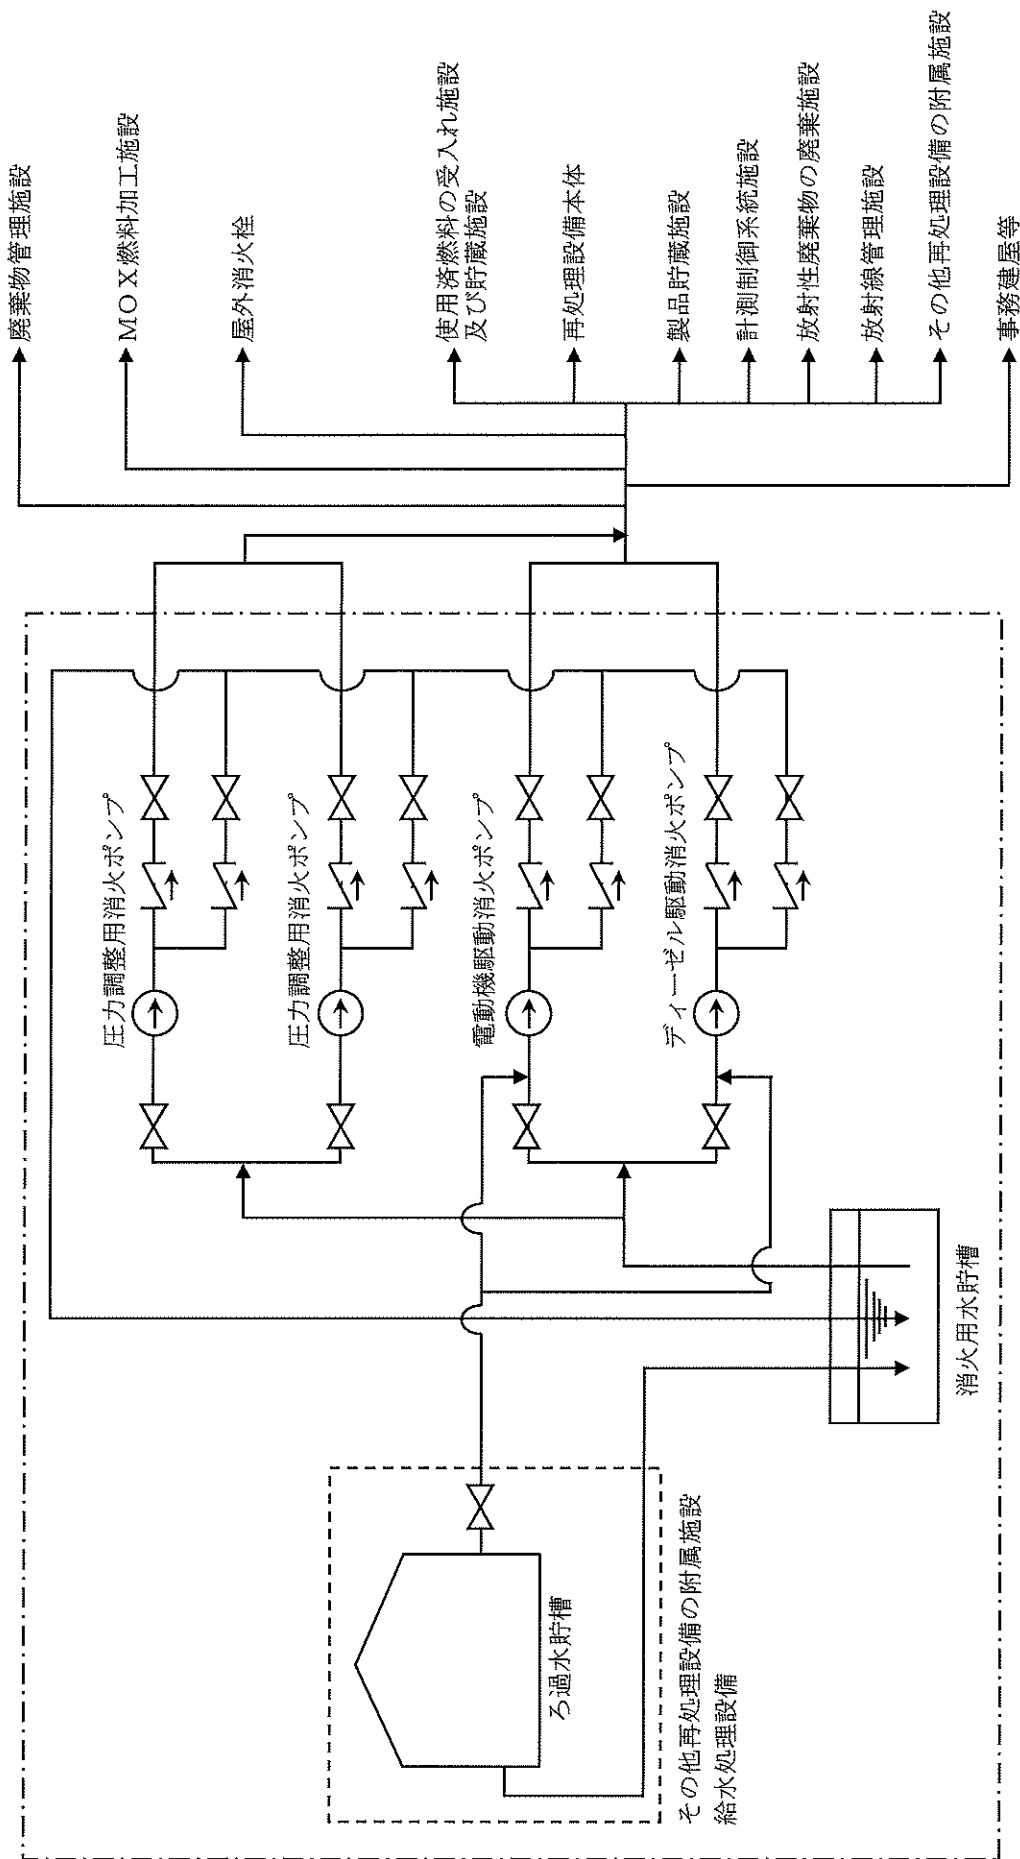 廃棄物管理施設
MOX燃料加工施設
屋外消火栓
使用済燃料の受入れ施設
及び貯蔵施設
再処理設備本体
製品貯蔵施設
計測制御系統施設
放射性廃棄物の廃棄施設
放射線管理施設
その他再処理設備の附属施設
事務建屋等
圧力調整用消火ポンプ
圧力調整用消火ポンプ
電動機駆動消火ポンプ
ディーゼル駆動消火ポンプ
消火用水貯槽
ろ過水貯槽
その他再処理設備の附属施設
給水処理設備